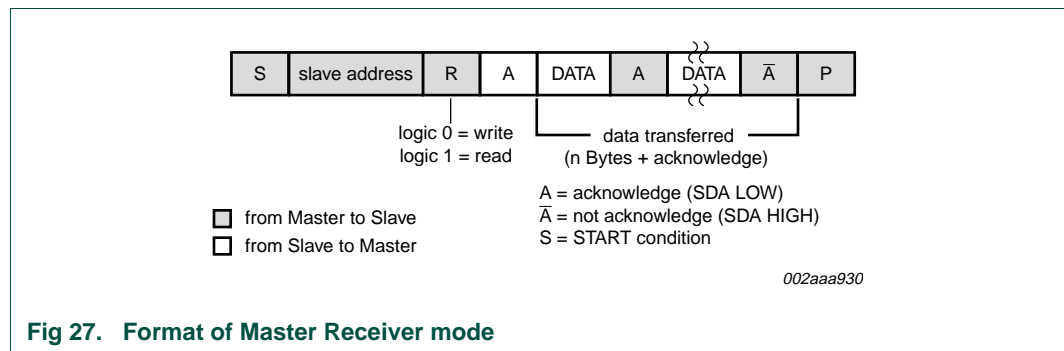 S slave address R A DATA A DATA A̅ P
logic 0 = write
logic 1 = read
data transferred
(n Bytes + acknowledge)
A = acknowledge (SDA LOW)
A̅ = not acknowledge (SDA HIGH)
S = START condition
from Master to Slave
from Slave to Master
002aaa930
Fig 27. Format of Master Receiver mode